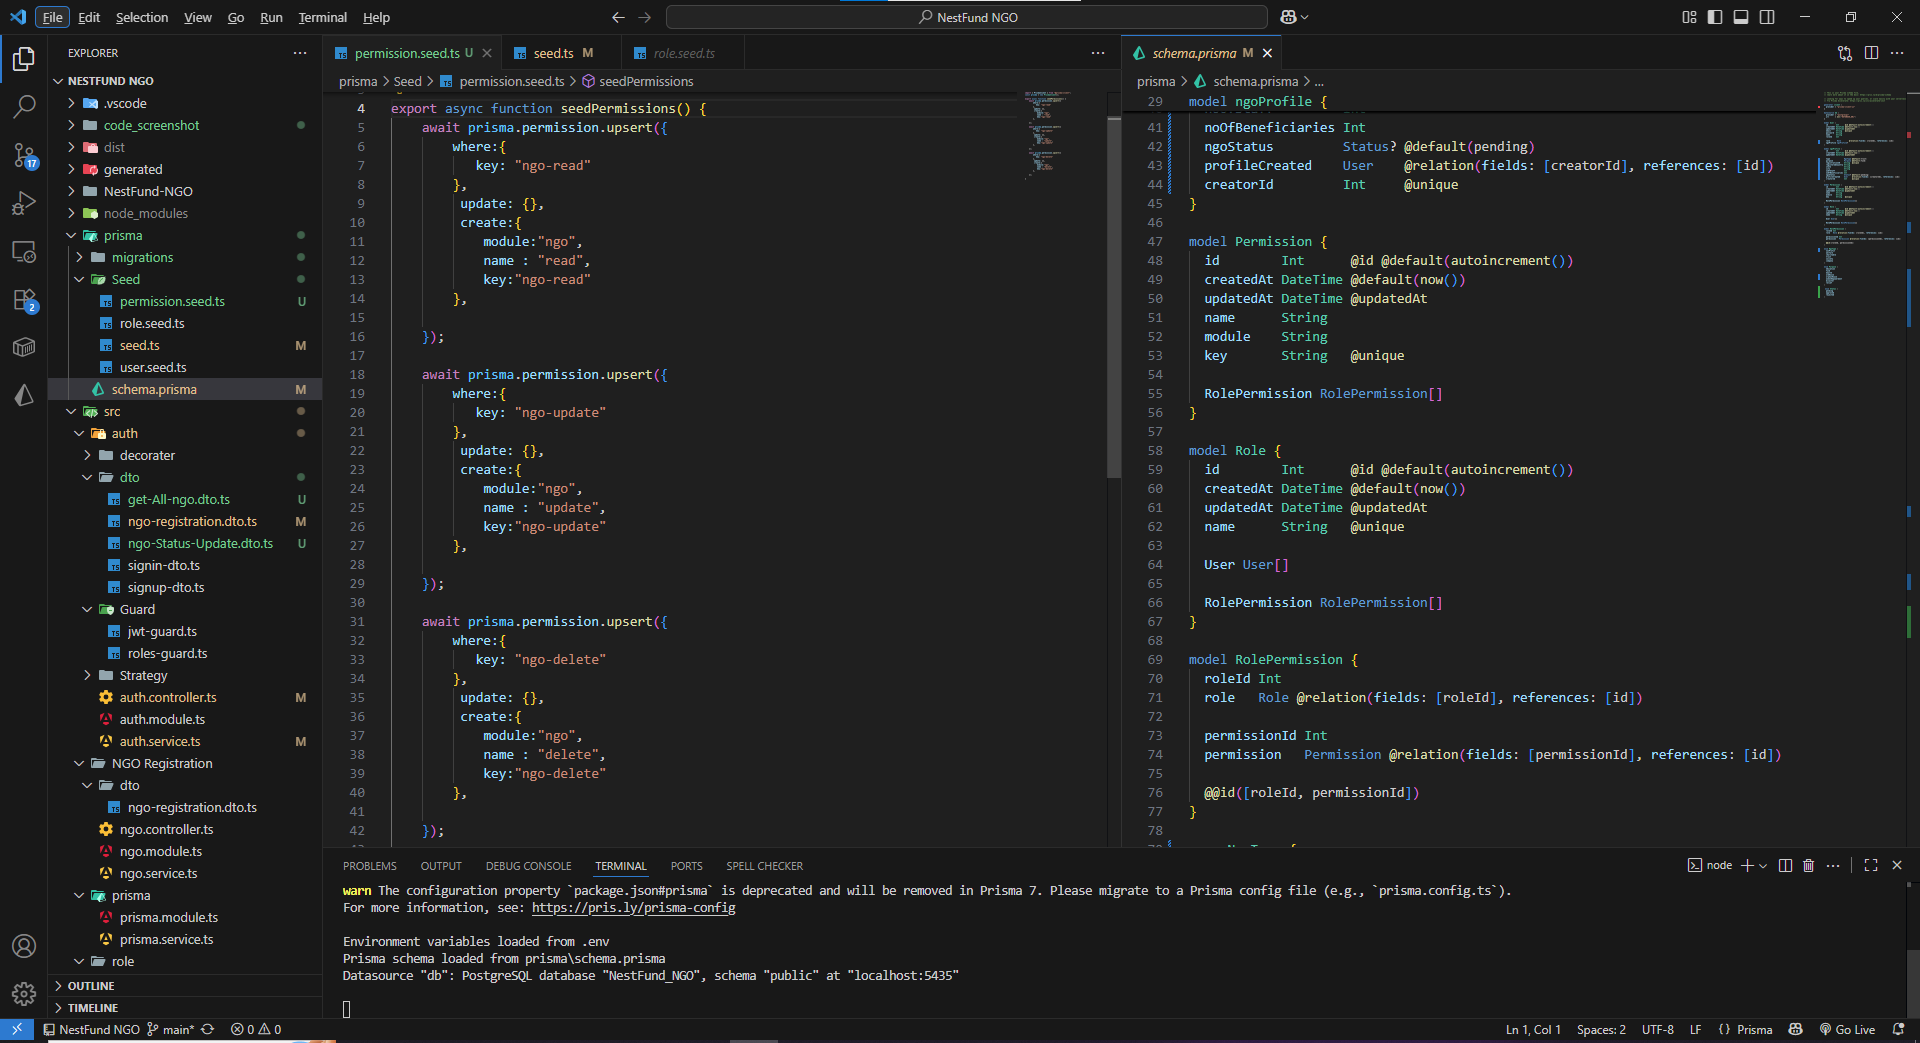 File Edit Selection View Go Run Terminal Help
NestFund NGO
EXPLORER
NESTFUND NGO
.vscode
code_screenshot
dist
generated
NestFund-NGO
node_modules
prisma
migrations
Seed
permission.seed.ts U
role.seed.ts
seed.ts M
user.seed.ts
schema.prisma M
src
auth
decorater
dto
get-All-ngo.dto.ts U
ngo-registration.dto.ts M
ngo-Status-Update.dto.ts U
signin-dto.ts
signup-dto.ts
Guard
jwt-guard.ts
roles-guard.ts
Strategy
auth.controller.ts M
auth.module.ts
auth.service.ts M
NGO Registration
dto
ngo-registration.dto.ts
ngo.controller.ts
ngo.module.ts
ngo.service.ts
prisma
prisma.module.ts
prisma.service.ts
role
OUTLINE
TIMELINE
17
2
permission.seed.ts U
seed.ts M
role.seed.ts
prisma > Seed > permission.seed.ts > seedPermissions
4 export async function seedPermissions() {
5 await prisma.permission.upsert({
6 where:{
7 key: "ngo-read"
8 },
9 update: {},
10 create:{
11 module:"ngo",
12 name : "read",
13 key:"ngo-read"
14 },
15
16 });
17
18 await prisma.permission.upsert({
19 where:{
20 key: "ngo-update"
21 },
22 update: {},
23 create:{
24 module:"ngo",
25 name : "update",
26 key:"ngo-update"
27 },
28
29 });
30
31 await prisma.permission.upsert({
32 where:{
33 key: "ngo-delete"
34 },
35 update: {},
36 create:{
37 module:"ngo",
38 name : "delete",
39 key:"ngo-delete"
40 },
41
42 });
schema.prisma M
prisma > schema.prisma > ...
29 model ngoProfile {
41 noOfBeneficiaries Int
42 ngoStatus Status? @default(pending)
43 profileCreated User @relation(fields: [creatorId], references: [id])
44 creatorId Int @unique
45 }
46
47 model Permission {
48 id Int @id @default(autoincrement())
49 createdAt DateTime @default(now())
50 updatedAt DateTime @updatedAt
51 name String
52 module String
53 key String @unique
54
55 RolePermission RolePermission[]
56 }
57
58 model Role {
59 id Int @id @default(autoincrement())
60 createdAt DateTime @default(now())
61 updatedAt DateTime @updatedAt
62 name String @unique
63
64 User User[]
65
66 RolePermission RolePermission[]
67 }
68
69 model RolePermission {
70 roleId Int
71 role Role @relation(fields: [roleId], references: [id])
72
73 permissionId Int
74 permission Permission @relation(fields: [permissionId], references: [id])
75
76 @@id([roleId, permissionId])
77 }
78
PROBLEMS OUTPUT DEBUG CONSOLE TERMINAL PORTS SPELL CHECKER
node
warn The configuration property `package.json#prisma` is deprecated and will be removed in Prisma 7. Please migrate to a Prisma config file (e.g., `prisma.config.ts`).
For more information, see: https://pris.ly/prisma-config
Environment variables loaded from .env
Prisma schema loaded from prisma\schema.prisma
Datasource "db": PostgreSQL database "NestFund_NGO", schema "public" at "localhost:5435"
NestFund NGO main* 0 0
Ln 1, Col 1 Spaces: 2 UTF-8 LF {} Prisma Go Live